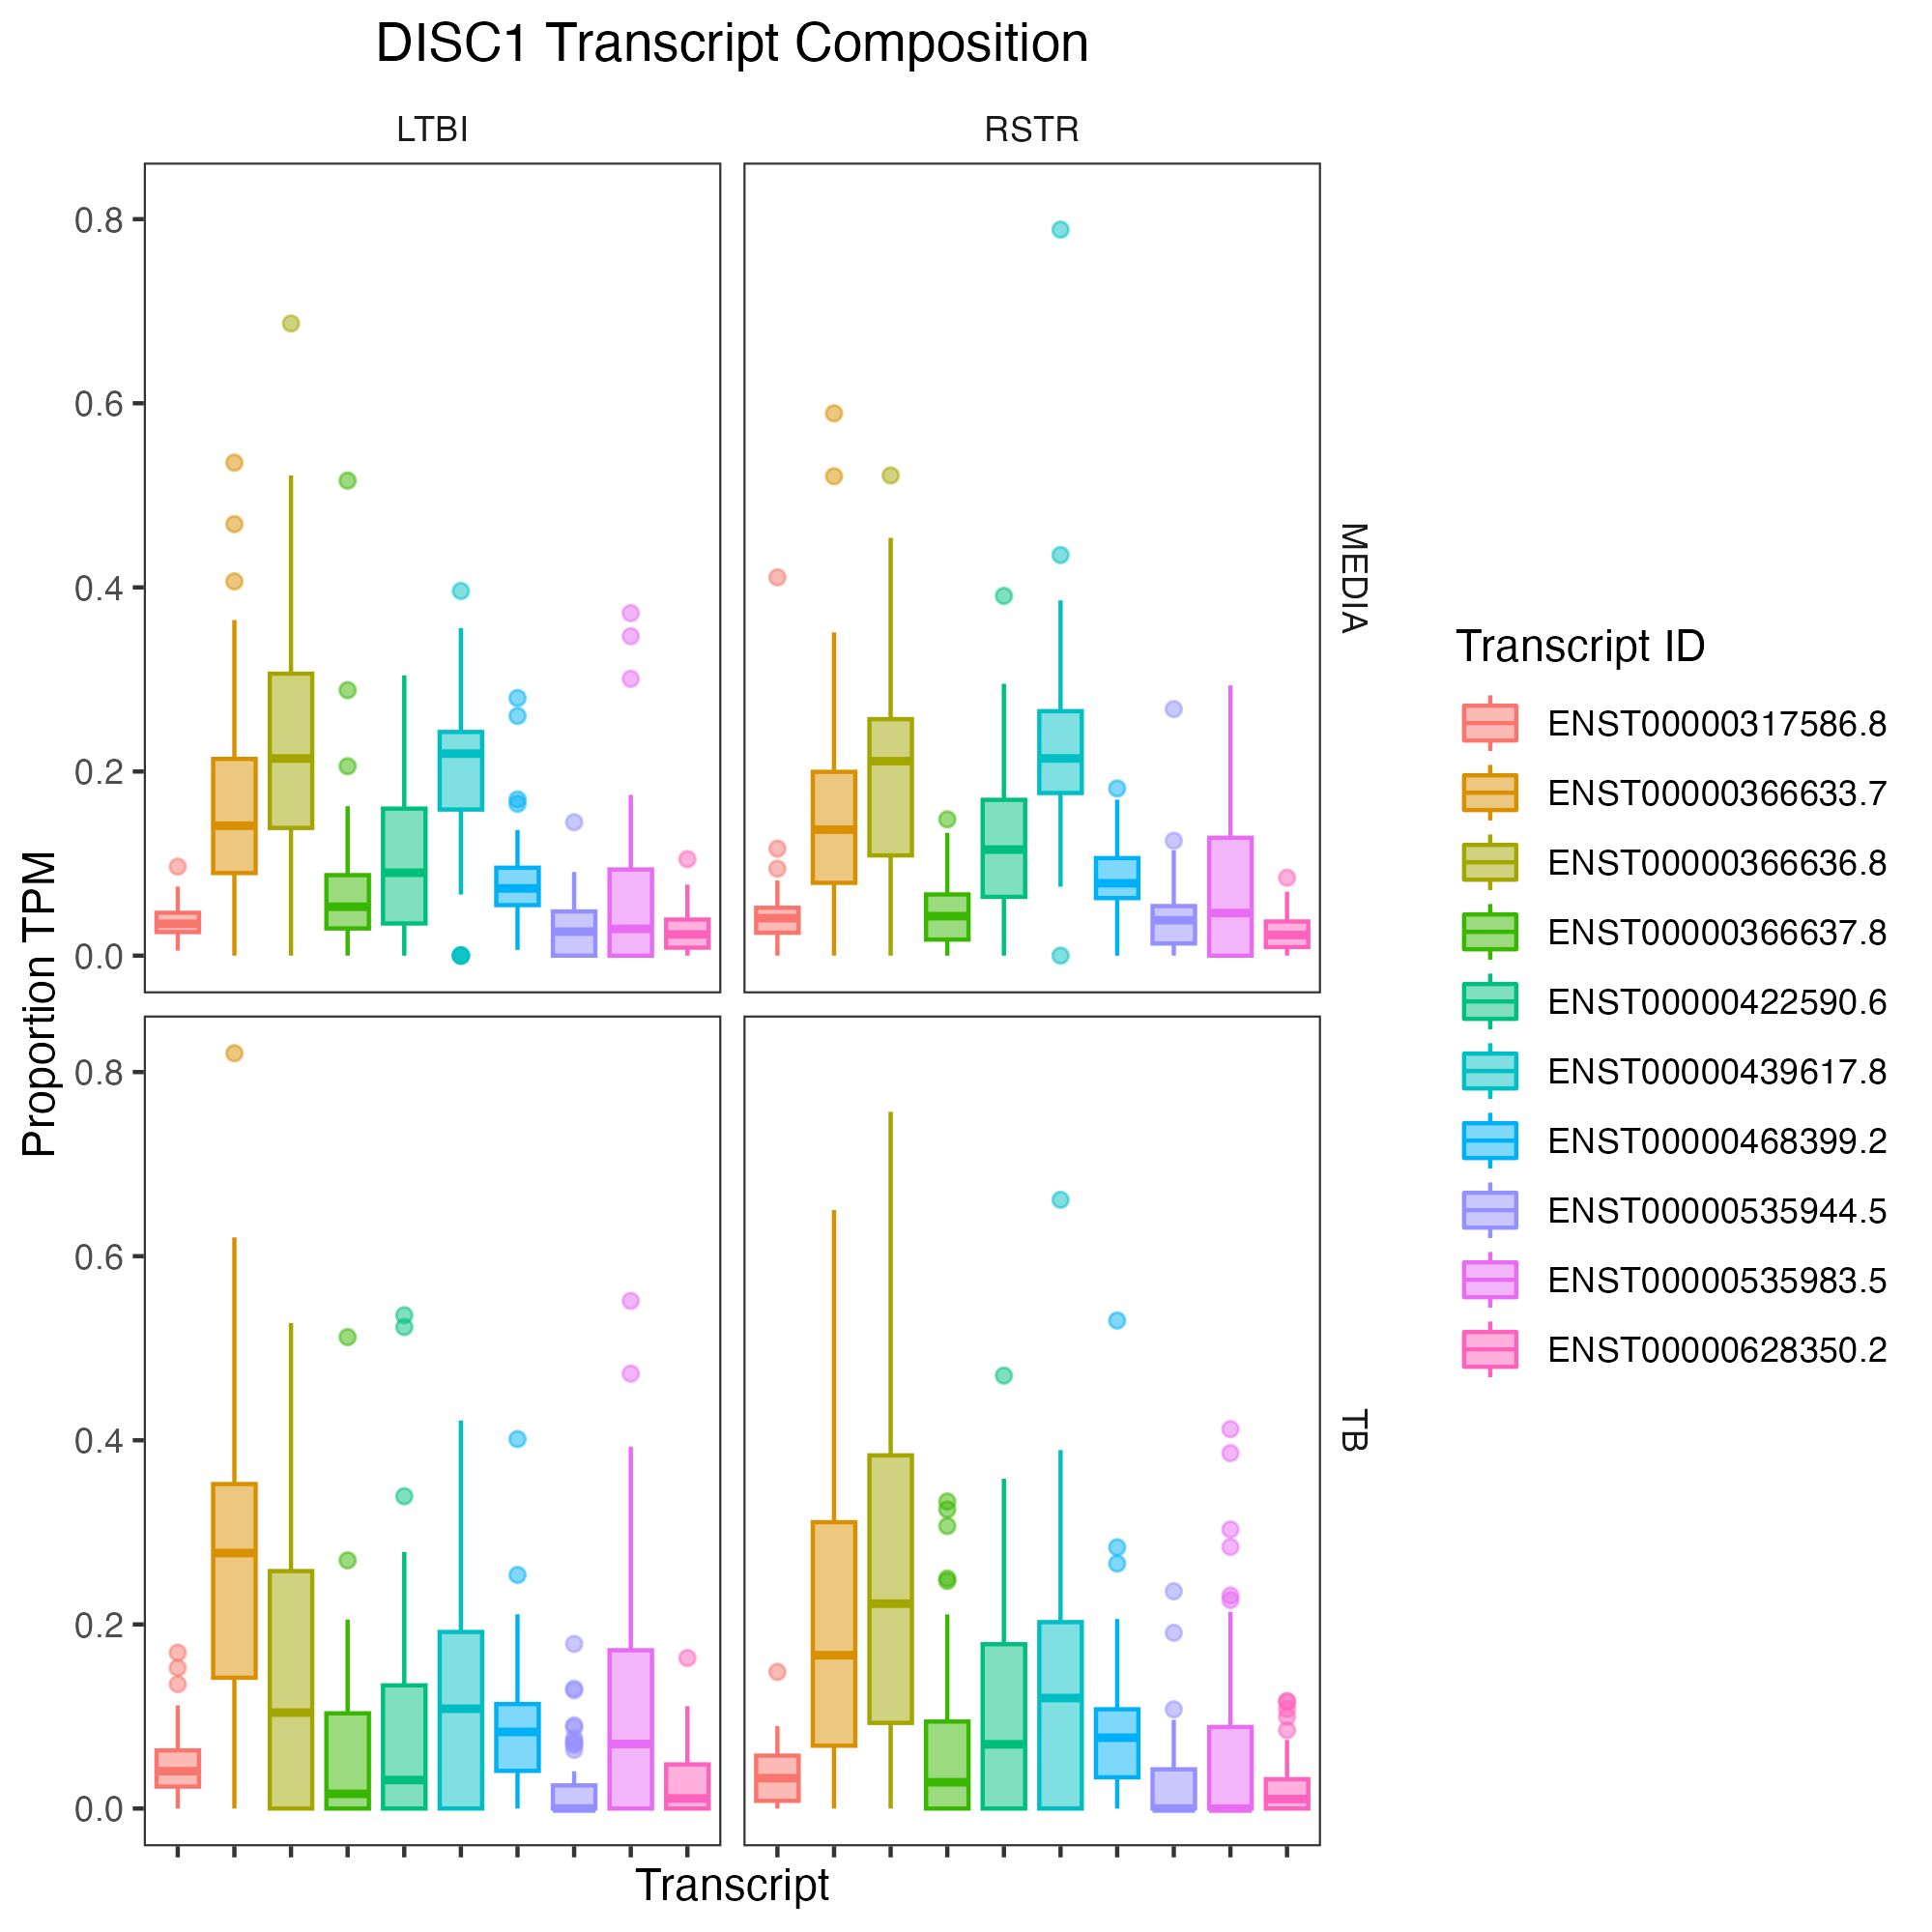 DISC1 Transcript Composition
LTBI
RSTR
0.8
0.6
0.4
0.2
0.0
MEDIA
0.8
0.6
0.4
0.2
0.0
TB
Proportion TPM
Transcript
Transcript ID
ENST00000317586.8
ENST00000366633.7
ENST00000366636.8
ENST00000366637.8
ENST00000422590.6
ENST00000439617.8
ENST00000468399.2
ENST00000535944.5
ENST00000535983.5
ENST00000628350.2